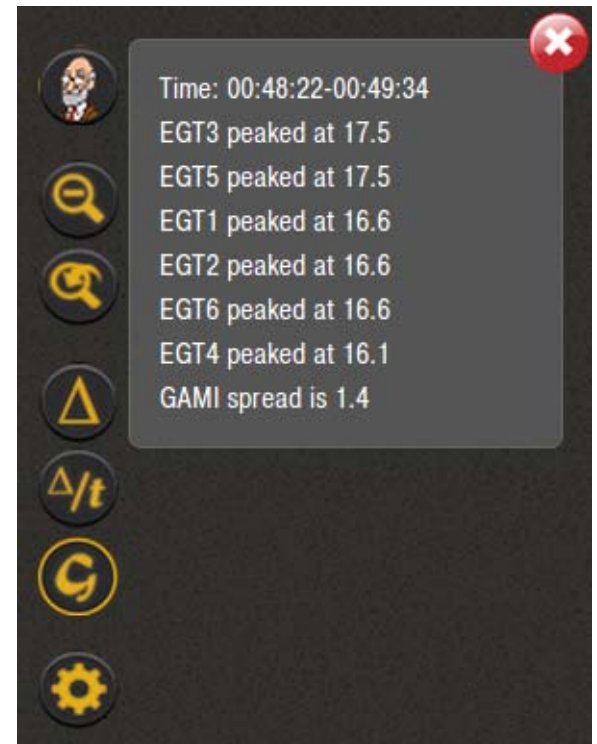 Time: 00:48:22-00:49:34
EGT3 peaked at 17.5
EGT5 peaked at 17.5
EGT1 peaked at 16.6
EGT2 peaked at 16.6
EGT6 peaked at 16.6
EGT4 peaked at 16.1
GAMI spread is 1.4
Δ
Δ/t
G